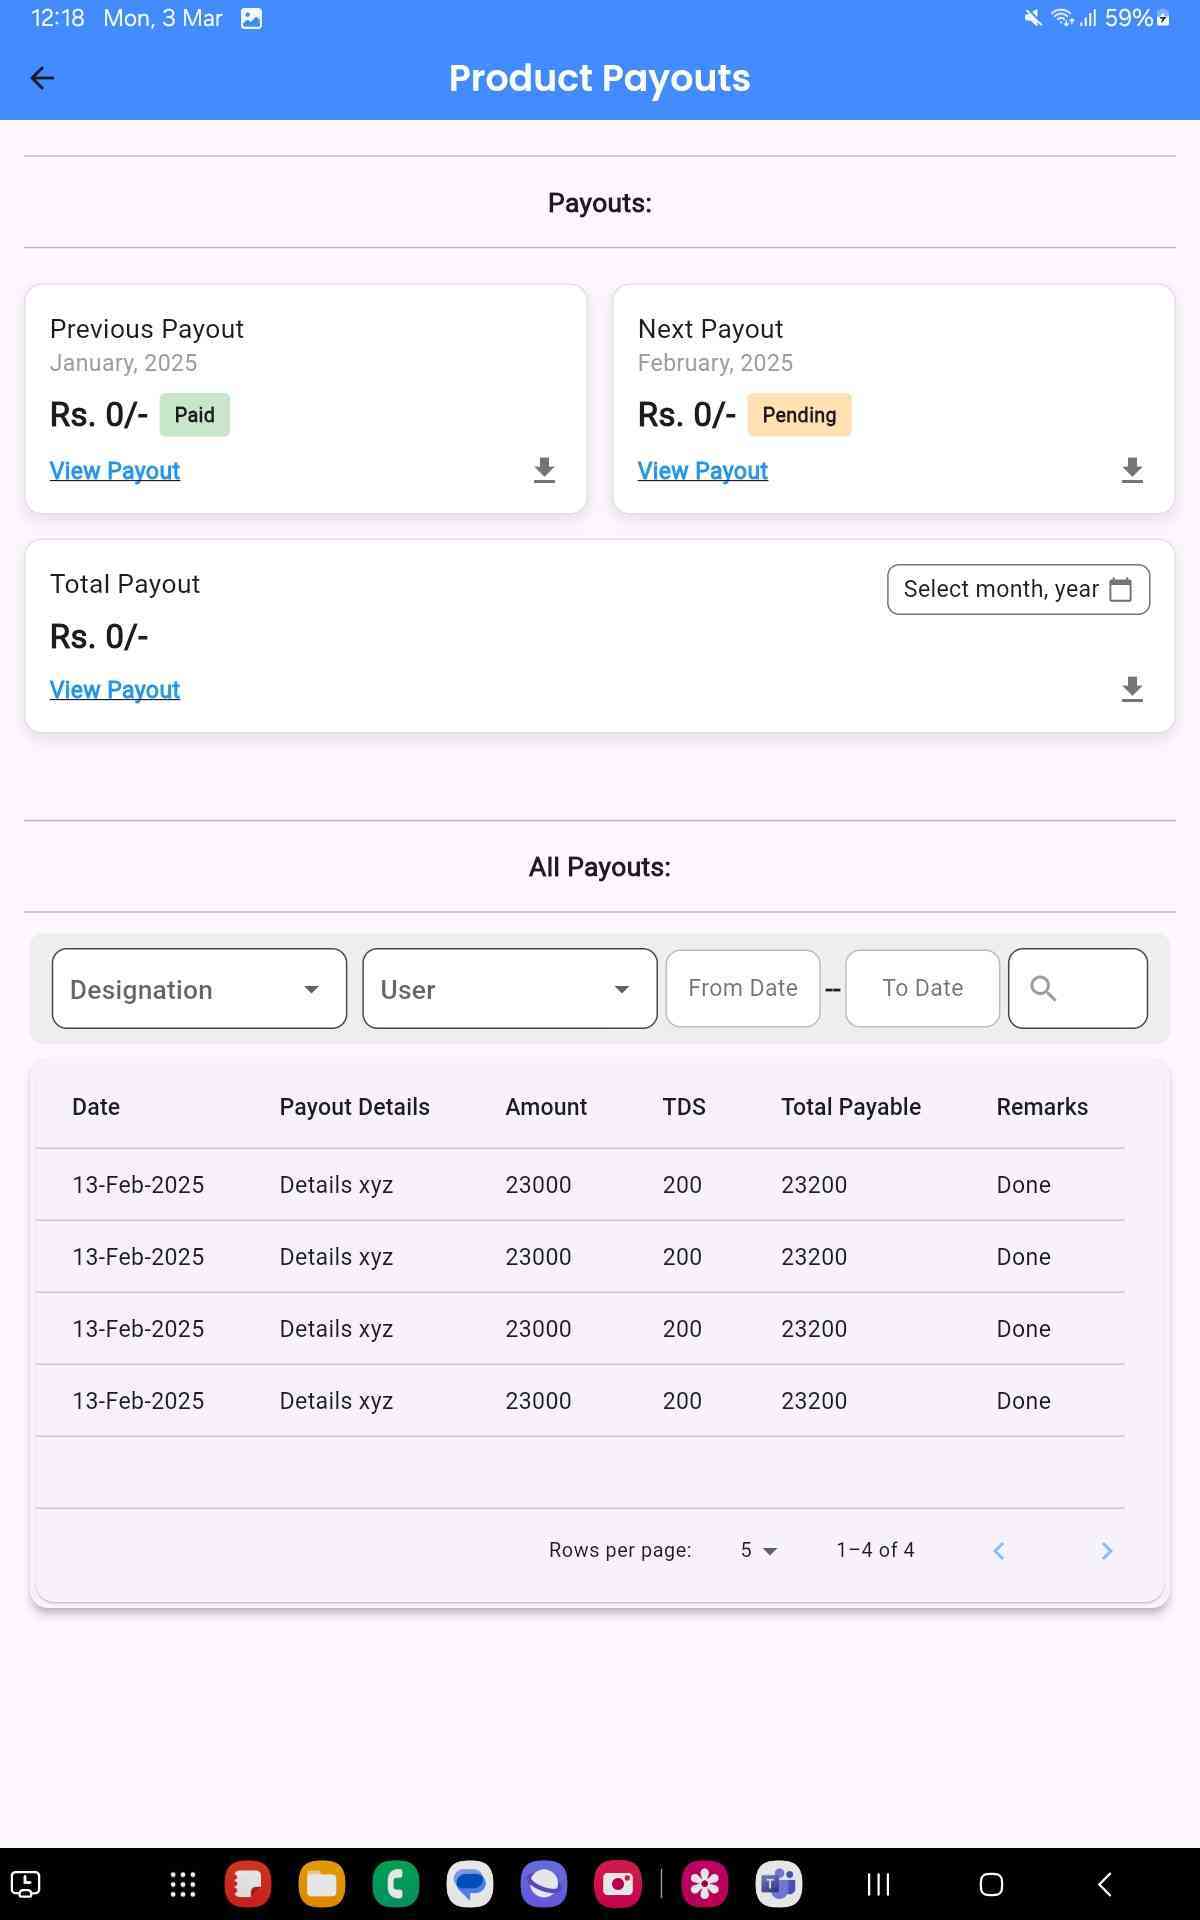 12:18 Mon, 3 Mar 59%
Product Payouts
Payouts:
Previous Payout
January, 2025
Rs. 0/- Paid
View Payout
Next Payout
February, 2025
Rs. 0/- Pending
View Payout
Total Payout
Select month, year
Rs. 0/-
View Payout
All Payouts:
Designation User From Date -- To Date
Date Payout Details Amount TDS Total Payable Remarks
13-Feb-2025 Details xyz 23000 200 23200 Done
13-Feb-2025 Details xyz 23000 200 23200 Done
13-Feb-2025 Details xyz 23000 200 23200 Done
13-Feb-2025 Details xyz 23000 200 23200 Done
Rows per page: 5 1–4 of 4
T